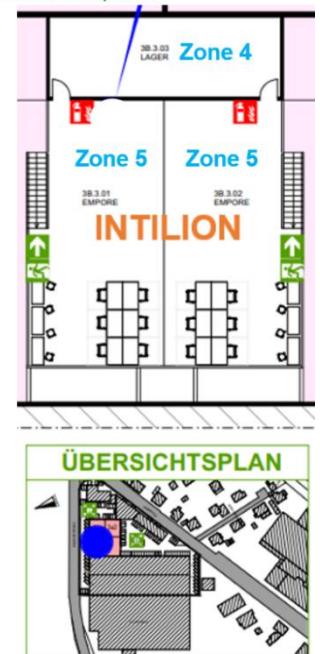 3B.3.03
LAGER
Zone 4
Zone 5
Zone 5
3B.3.01
EMPORE
3B.3.02
EMPORE
INTILION
ÜBERSICHTSPLAN